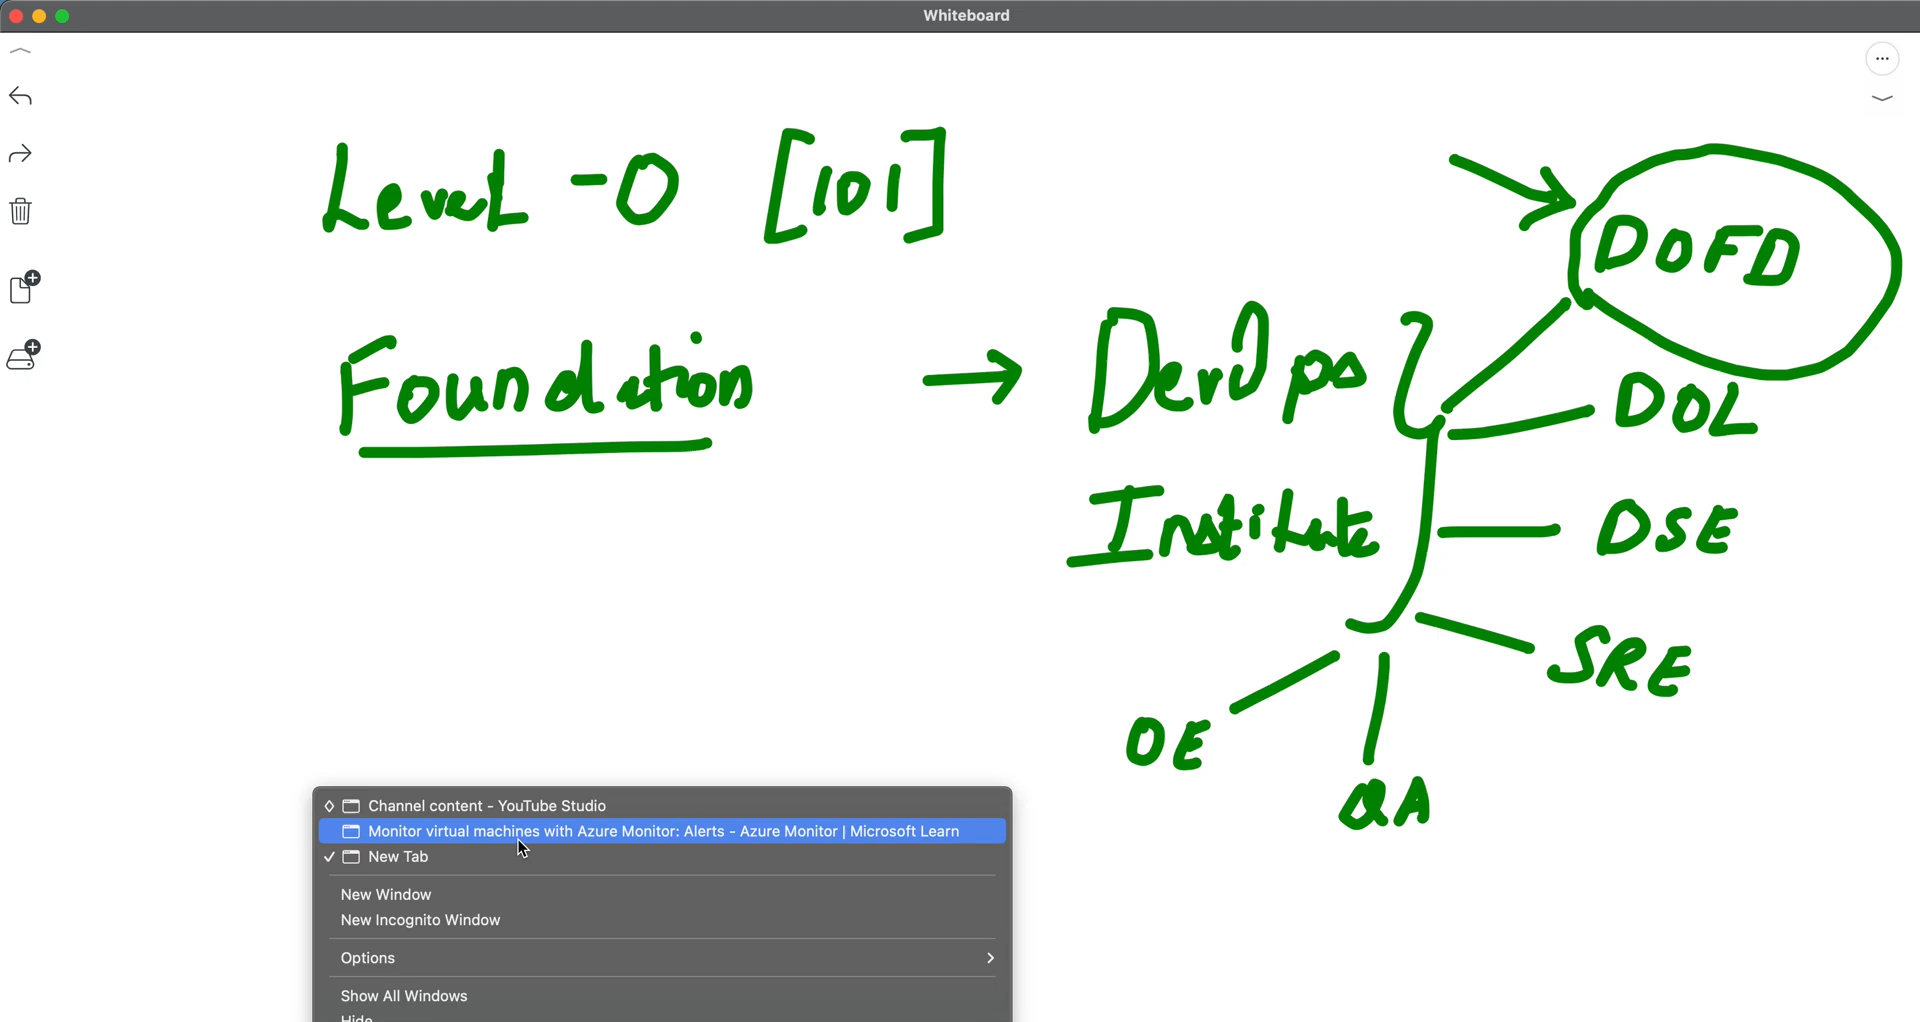 Whiteboard
Level -0 [101]
DOFD
Foundation → DevOps
DOL
Institute
DSE
SRE
OE
QA
Channel content - YouTube Studio
Monitor virtual machines with Azure Monitor: Alerts - Azure Monitor | Microsoft Learn
✓ New Tab
New Window
New Incognito Window
Options
Show All Windows
Hide